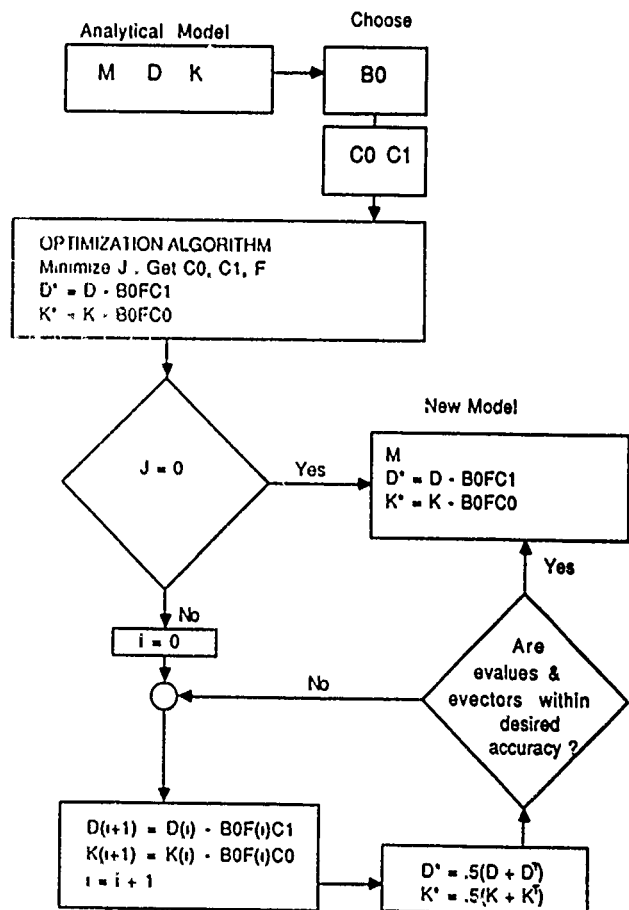 Analytical Model
Choose
M D K
B0
C0 C1
OPTIMIZATION ALGORITHM
Minimize J . Get C0, C1, F
D* = D - B0FC1
K* = K - B0FC0
J = 0
Yes
New Model
M
D* = D - B0FC1
K* = K - B0FC0
Yes
No
i = 0
No
Are
evalues &
evectors within
desired
accuracy ?
D(i+1) = D(i) - B0F(i)C1
K(i+1) = K(i) - B0F(i)C0
i = i + 1
D* = .5(D + Dᵀ)
K* = .5(K + Kᵀ)